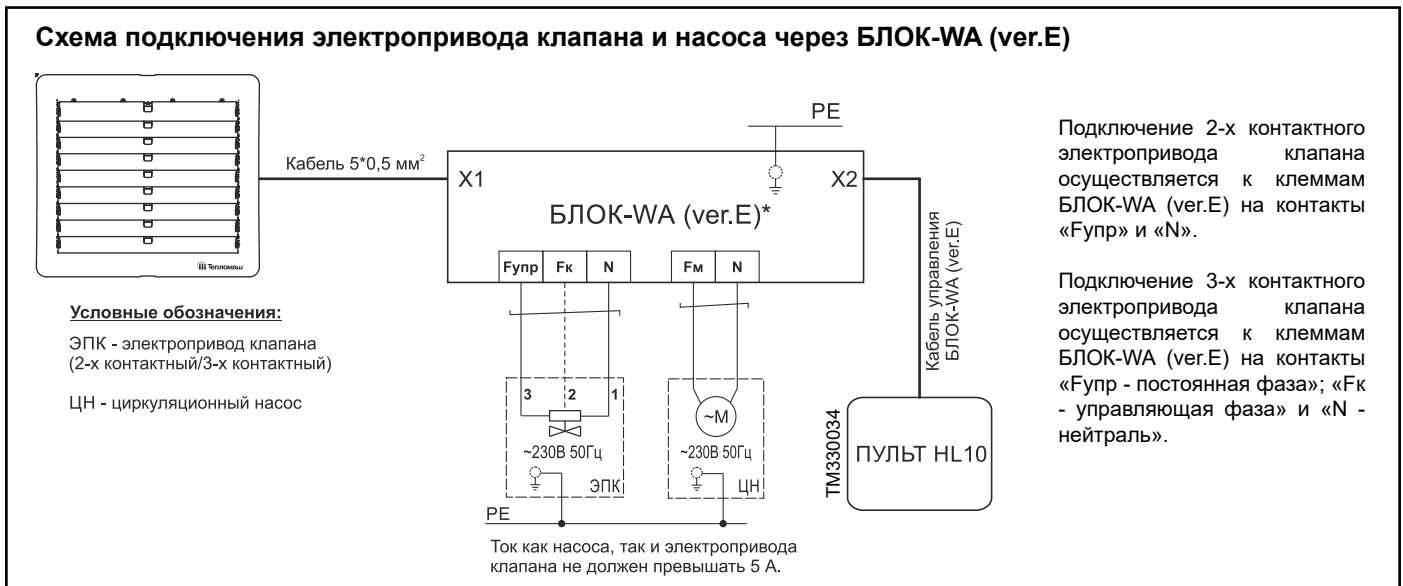 Схема подключения электропривода клапана и насоса через БЛОК-WA (ver.E)
Тепломаш
Кабель 5*0,5 мм²
PE
X1
X2
БЛОК-WA (ver.E)*
Fупр Fк N
Fм N
Кабель управления
БЛОК-WA (ver.E)
Условные обозначения:
ЭПК - электропривод клапана
(2-х контактный/3-х контактный)
ЦН - циркуляционный насос
3 2 1
~230В 50Гц
ЭПК
~М
~230В 50Гц
ЦН
PE
Ток как насоса, так и электропривода
клапана не должен превышать 5 А.
ТМ330034
ПУЛЬТ HL10
Подключение 2-х контактного
электропривода клапана
осуществляется к клеммам
БЛОК-WA (ver.E) на контакты
«Fупр» и «N».
Подключение 3-х контактного
электропривода клапана
осуществляется к клеммам
БЛОК-WA (ver.E) на контакты
«Fупр - постоянная фаза»; «Fк
- управляющая фаза» и «N -
нейтраль».